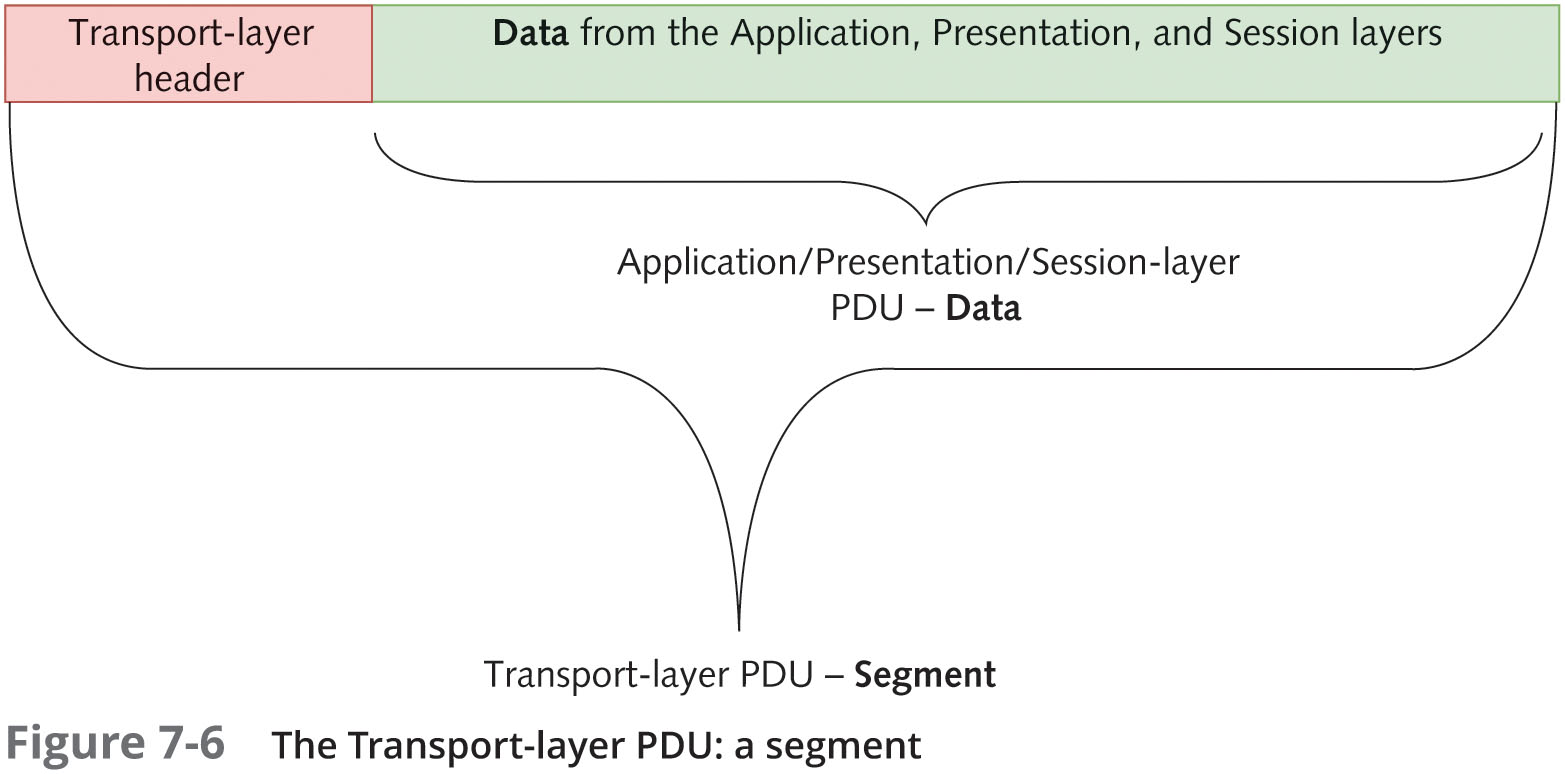 Transport-layer
header
Data from the Application, Presentation, and Session layers
Application/Presentation/Session-layer
PDU – Data
Transport-layer PDU – Segment
Figure 7-6 The Transport-layer PDU: a segment